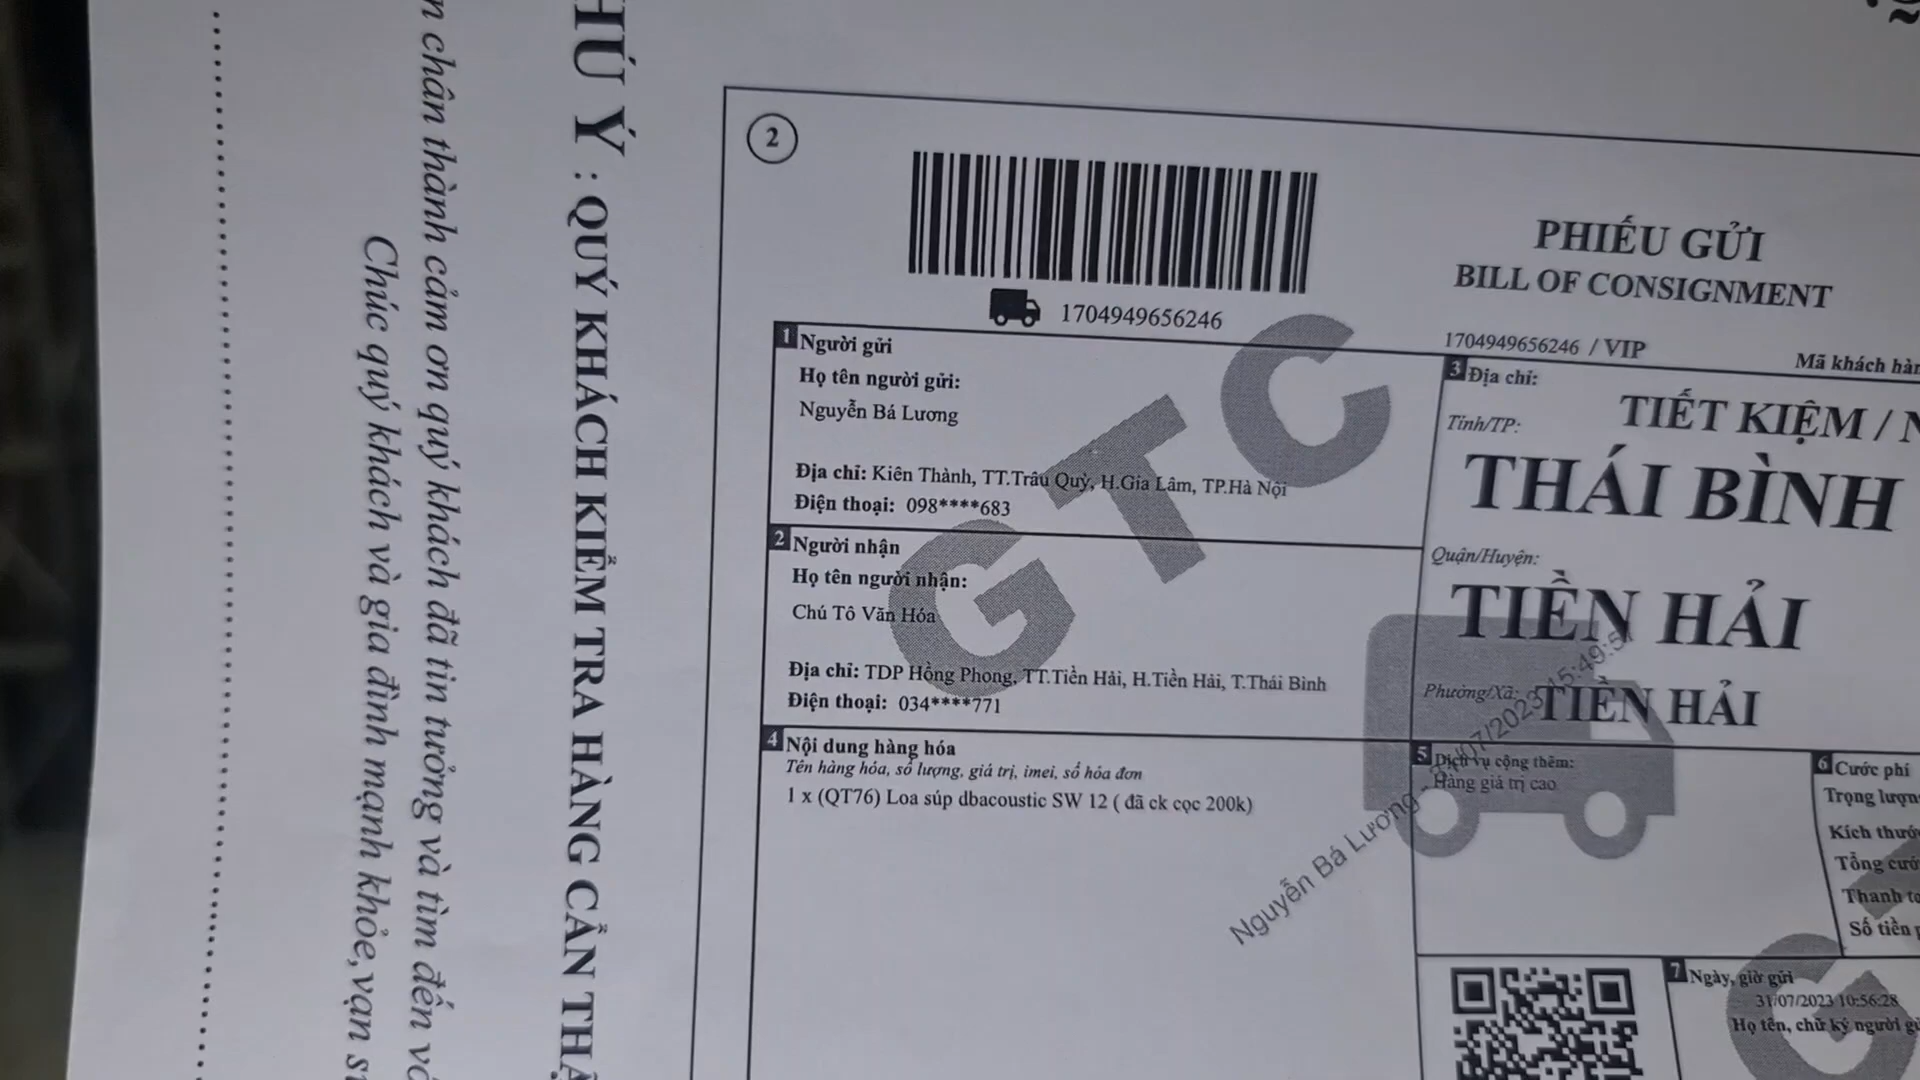 HÚ Ý : QUÝ KHÁCH KIỂM TRA HÀNG CẨN
n chân thành cảm ơn quý khách đã tin tưởng và tìm đến
Chúc quý khách và gia đình mạnh khỏe,vạn
2
1704949656246
PHIẾU GỬI
BILL OF CONSIGNMENT
1704949656246 / VIP
Mã khách hàn
1 Người gửi
Họ tên người gửi:
Nguyễn Bá Lương
Địa chỉ: Kiên Thành, TT.Trâu Quỳ, H.Gia Lâm, TP.Hà Nội
Điện thoại: 098****683
2 Người nhận
Họ tên người nhận:
Chú Tô Văn Hóa
Địa chỉ: TDP Hồng Phong, TT.Tiền Hải, H.Tiền Hải, T.Thái Bình
Điện thoại: 034****771
3 Địa chỉ:
TIẾT KIỆM / N
Tỉnh/TP:
THÁI BÌNH
Quận/Huyện:
TIỀN HẢI
Phường/Xã: TIỀN HẢI
4 Nội dung hàng hóa
Tên hàng hóa, số lượng, giá trị, imei, số hóa đơn
1 x (QT76) Loa súp dbacoustic SW 12 ( đã ck cọc 200k)
5 Dịch vụ cộng thêm:
Hàng giá trị cao
6 Cước phí
Trọng lượn
Kích thướ
Tổng cướ
Thanh to
Số tiền
7 Ngày, giờ gửi
31/07/2023 10:56:28
Họ tên, chữ ký người gử
GTC
Nguyễn Bá Lương
G